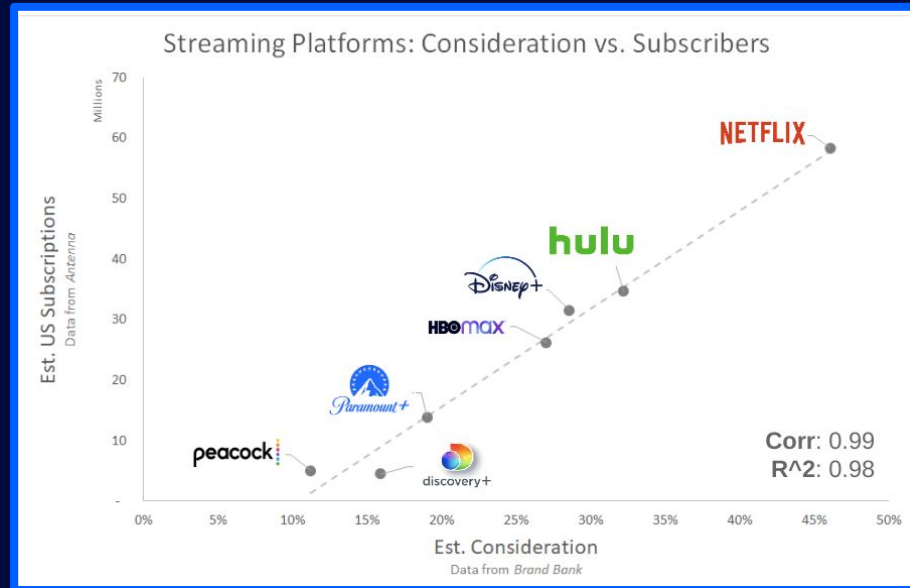 Streaming Platforms: Consideration vs. Subscribers
Millions
70
60
50
40
30
20
10
-
Est. US Subscriptions
Data from Antenna
NETFLIX
hulu
Disney+
HBOmax
Paramount+
peacock
discovery+
Corr: 0.99
R^2: 0.98
0% 5% 10% 15% 20% 25% 30% 35% 40% 45% 50%
Est. Consideration
Data from Brand Bank